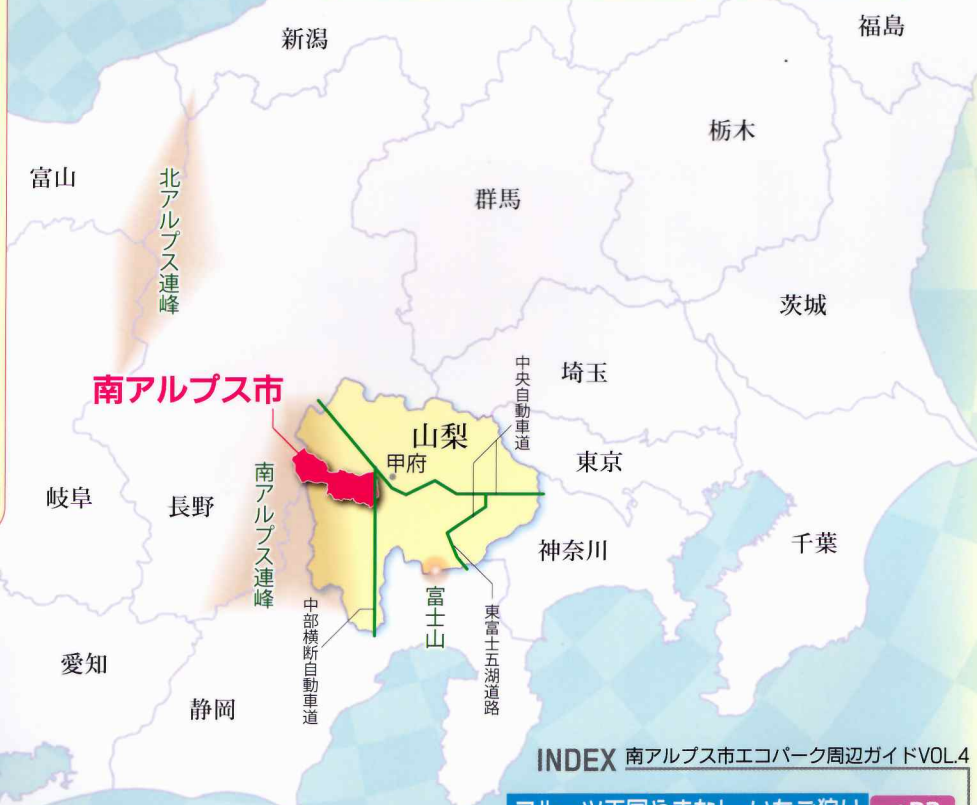 新潟
福島
栃木
富山
北アルプス連峰
群馬
茨城
中央自動車道
埼玉
南アルプス市
山梨
甲府
東京
南アルプス連峰
岐阜
長野
神奈川
千葉
富士山
中部横断自動車道
東富士五湖道路
愛知
静岡
INDEX 南アルプス市エコパーク周辺ガイドVOL.4